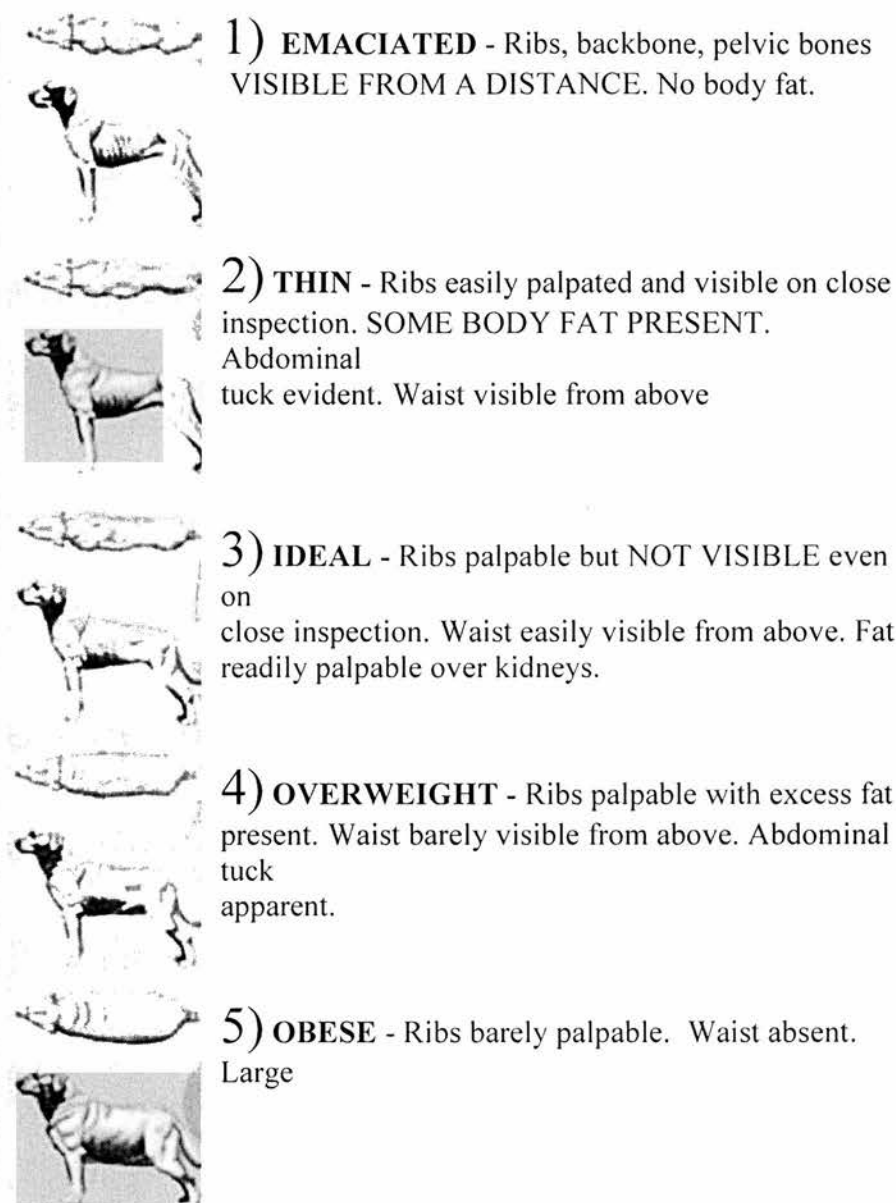 1) EMACIATED - Ribs, backbone, pelvic bones
VISIBLE FROM A DISTANCE. No body fat.
2) THIN - Ribs easily palpated and visible on close
inspection. SOME BODY FAT PRESENT.
Abdominal
tuck evident. Waist visible from above
3) IDEAL - Ribs palpable but NOT VISIBLE even
on
close inspection. Waist easily visible from above. Fat
readily palpable over kidneys.
4) OVERWEIGHT - Ribs palpable with excess fat
present. Waist barely visible from above. Abdominal
tuck
apparent.
5) OBESE - Ribs barely palpable. Waist absent.
Large